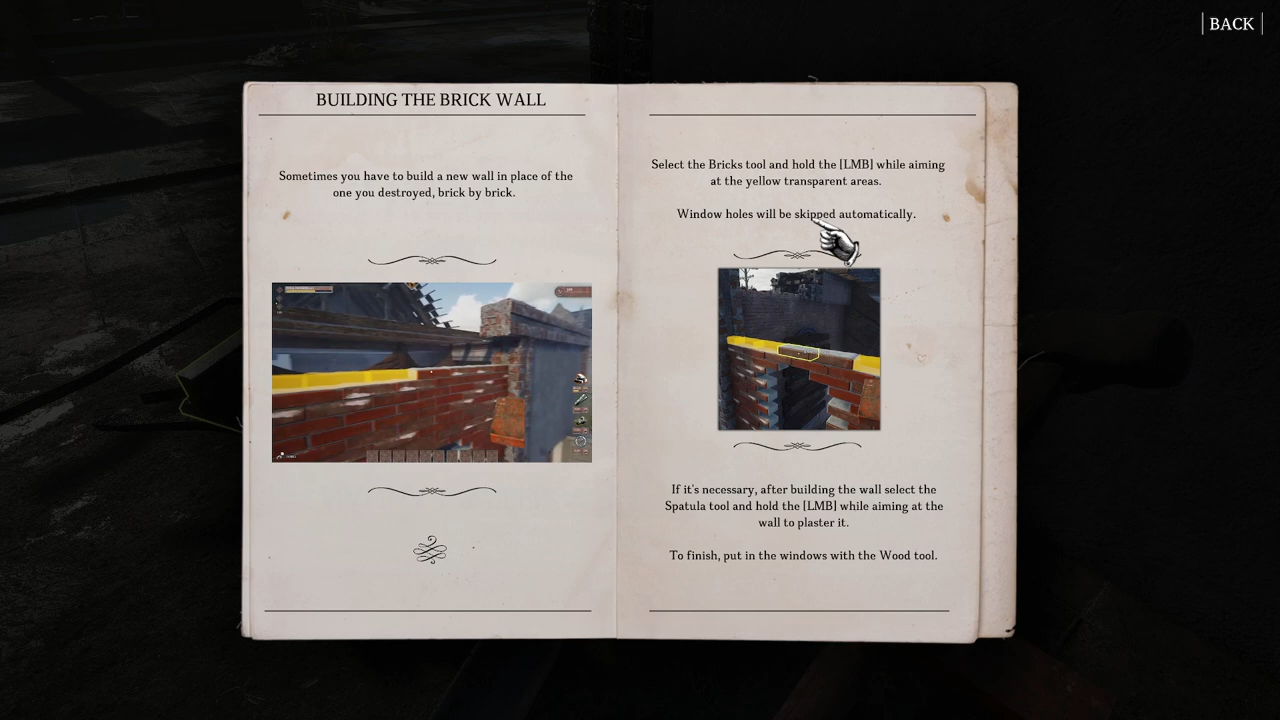 BACK
BUILDING THE BRICK WALL
Sometimes you have to build a new wall in place of the
one you destroyed, brick by brick.
Select the Bricks tool and hold the [LMB] while aiming
at the yellow transparent areas.
Window holes will be skipped automatically.
If it's necessary, after building the wall select the
Spatula tool and hold the [LMB] while aiming at the
wall to plaster it.
To finish, put in the windows with the Wood tool.